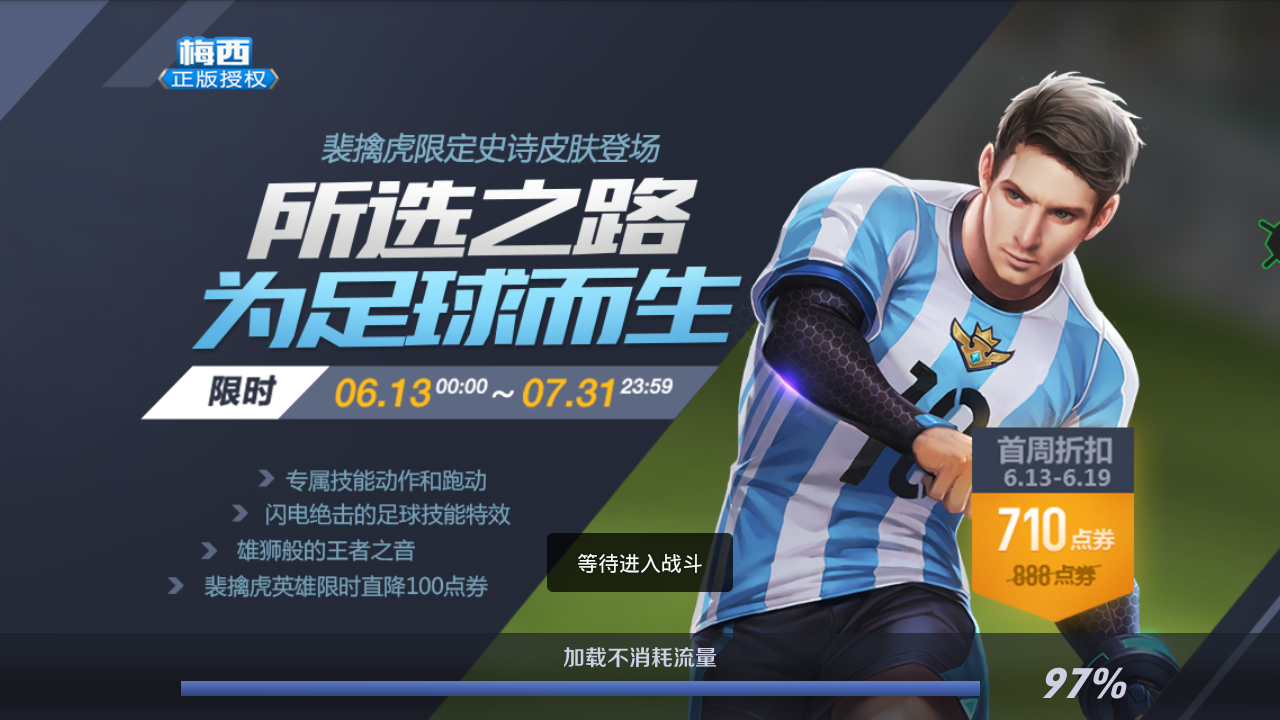 梅西
正版授权
裴擒虎限定史诗皮肤登场
所选之路
为足球而生
限时 06.13 00:00 ~ 07.31 23:59
专属技能动作和跑动
闪电绝击的足球技能特效
雄狮般的王者之音
裴擒虎英雄限时直降100点券
10
首周折扣
6.13-6.19
710点券
888点券
等待进入战斗
加载不消耗流量
97%